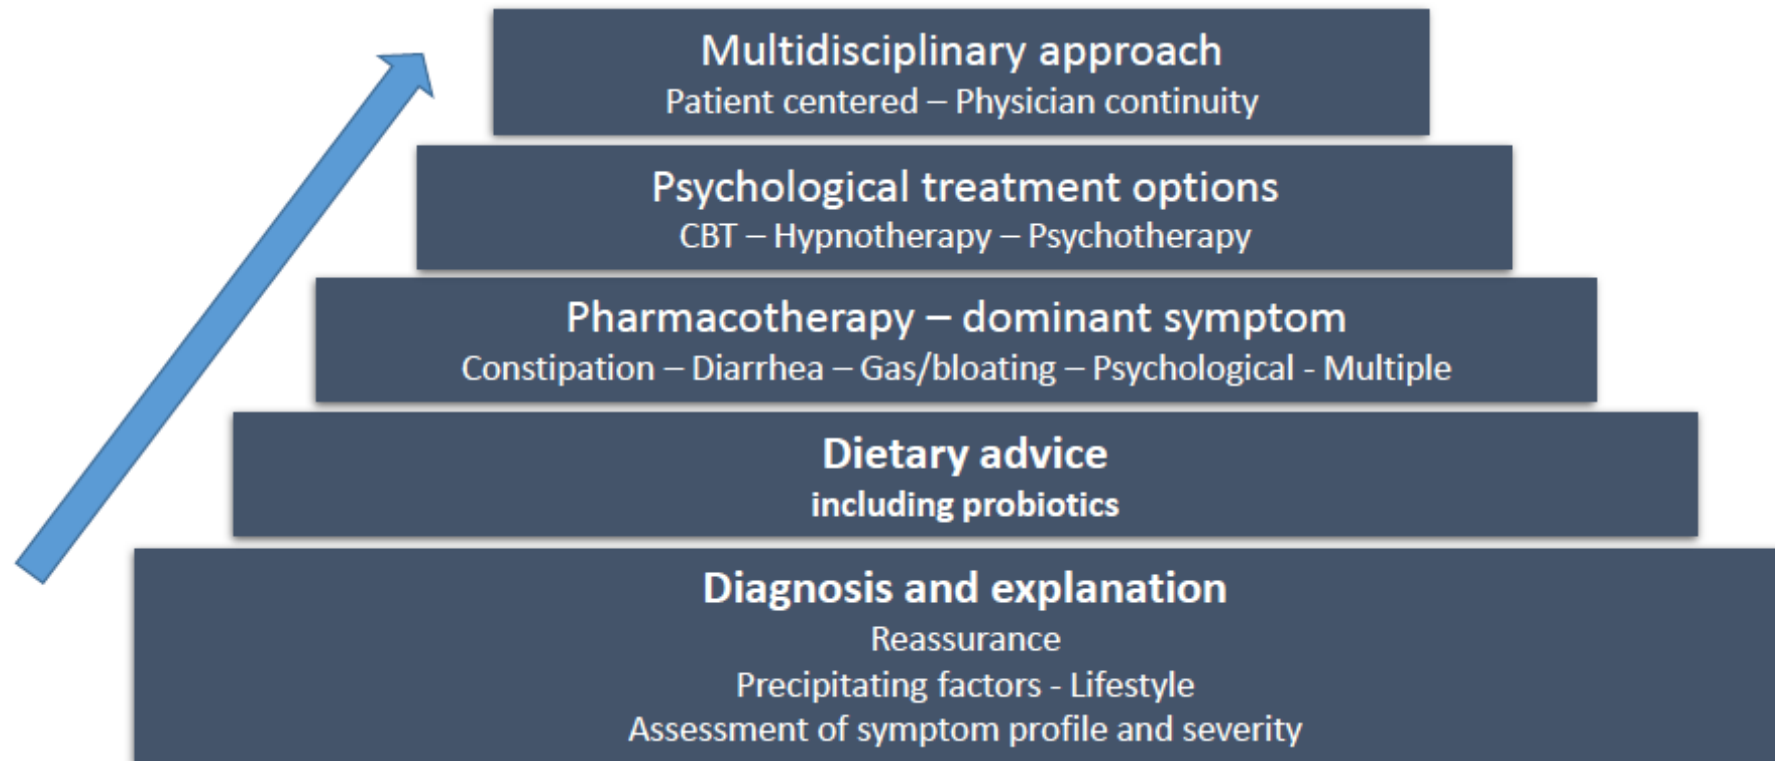 Multidisciplinary approach
Patient centered – Physician continuity
Psychological treatment options
CBT – Hypnotherapy – Psychotherapy
Pharmacotherapy – dominant symptom
Constipation – Diarrhea – Gas/bloating – Psychological - Multiple
Dietary advice
including probiotics
Diagnosis and explanation
Reassurance
Precipitating factors - Lifestyle
Assessment of symptom profile and severity